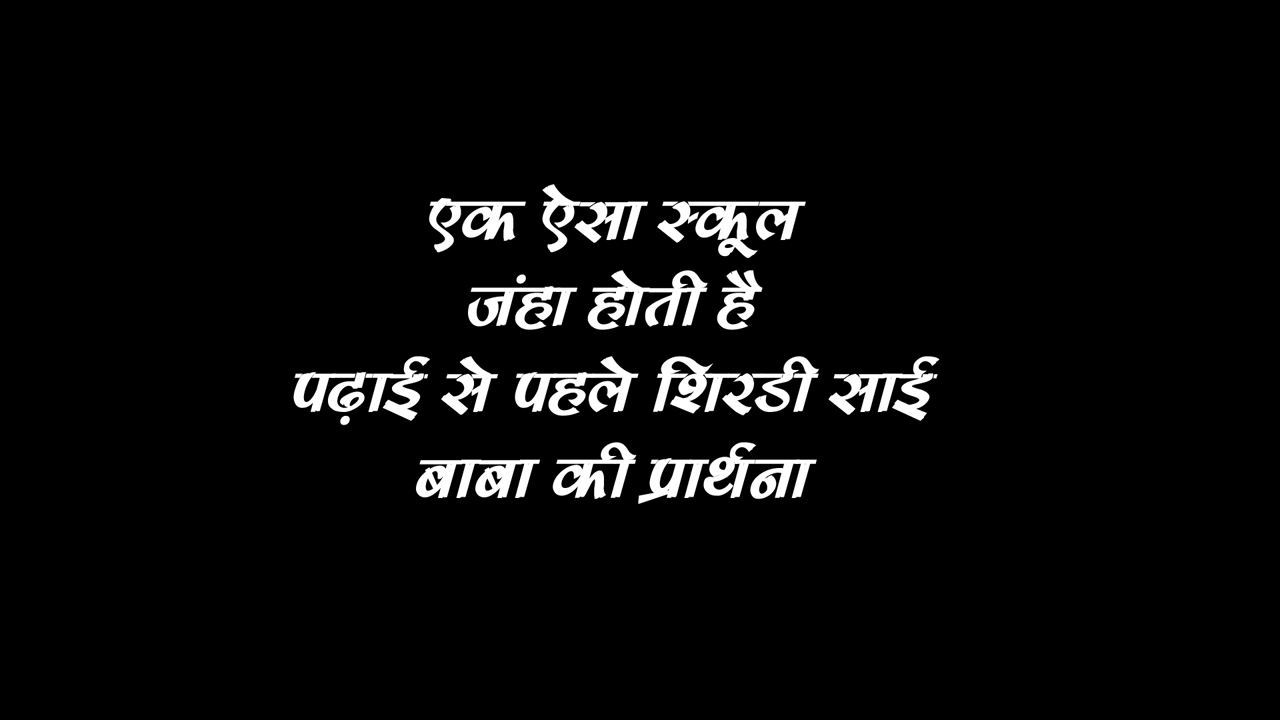 एक ऐसा स्कूल
जंहा होती है
पढ़ाई से पहले शिरडी साई
बाबा की प्रार्थना